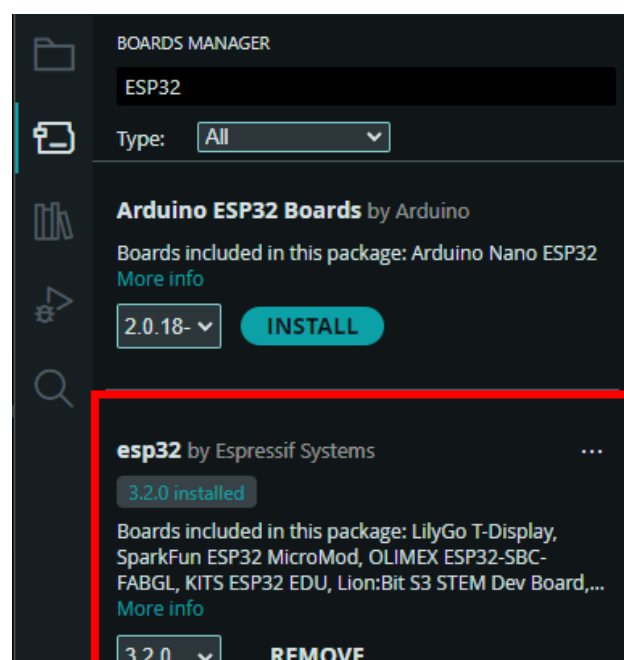 BOARDS MANAGER
ESP32
Type: All
Arduino ESP32 Boards by Arduino
Boards included in this package: Arduino Nano ESP32
More info
2.0.18-
INSTALL
esp32 by Espressif Systems
...
3.2.0 installed
Boards included in this package: LilyGo T-Display,
SparkFun ESP32 MicroMod, OLIMEX ESP32-SBC-
FABGL, KITS ESP32 EDU, Lion:Bit S3 STEM Dev Board,...
More info
3.2.0
REMOVE